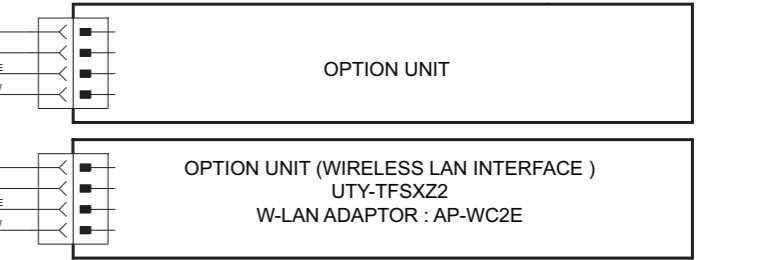 OPTION UNIT
OPTION UNIT (WIRELESS LAN INTERFACE )
UTY-TFSXZ2
W-LAN ADAPTOR : AP-WC2E